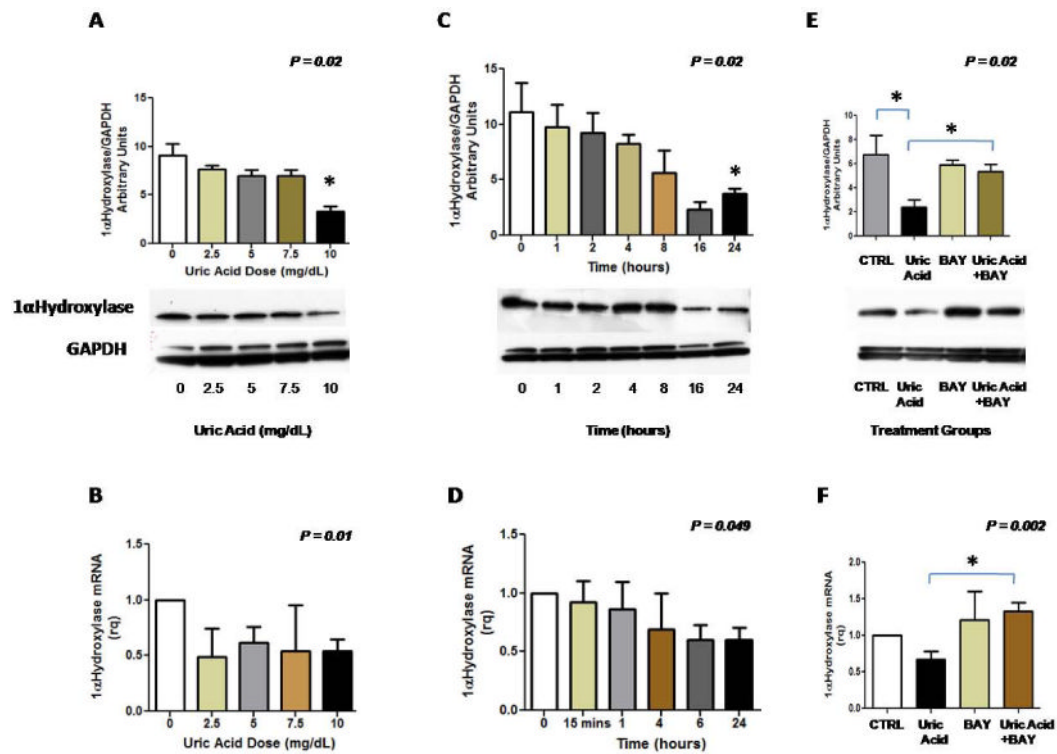 A
P = 0.02
1αHydroxylase/GAPDH
Arbitrary Units
15
10
5
0
*
0 2.5 5 7.5 10
Uric Acid Dose (mg/dL)
1αHydroxylase
GAPDH
0 2.5 5 7.5 10
Uric Acid (mg/dL)
C
P = 0.02
1αHydroxylase/GAPDH
Arbitrary Units
15
10
5
0
*
0 1 2 4 8 16 24
Time (hours)
0 1 2 4 8 16 24
Time (hours)
E
P = 0.02
1αHydroxylase/GAPDH
Arbitrary Units
10
8
6
4
2
0
*
*
CTRL Uric BAY Uric Acid
Acid +BAY
CTRL Uric BAY Uric Acid
Acid +BAY
Treatment Groups
B
P = 0.01
1αHydroxylase mRNA
(rq)
1.5
1.0
0.5
0.0
0 2.5 5 7.5 10
Uric Acid Dose (mg/dL)
D
P = 0.049
1αHydroxylase mRNA
(rq)
1.5
1.0
0.5
0.0
0 15 mins 1 4 6 24
Time (hours)
F
P = 0.002
1αHydroxylase mRNA
(rq)
2.0
1.5
1.0
0.5
0.0
*
CTRL Uric BAY Uric Acid
Acid +BAY